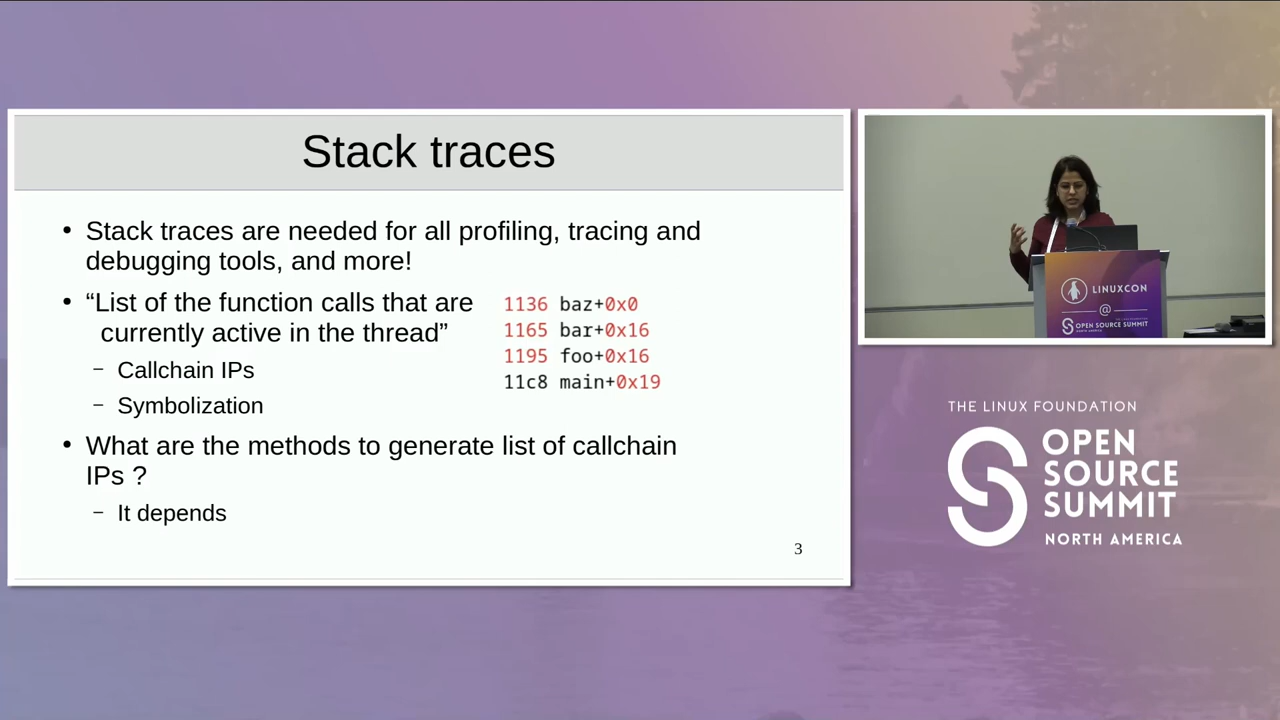 Stack traces
• Stack traces are needed for all profiling, tracing and
debugging tools, and more!
• “List of the function calls that are
currently active in the thread”
– Callchain IPs
– Symbolization
1136 baz+0x0
1165 bar+0x16
1195 foo+0x16
11c8 main+0x19
• What are the methods to generate list of callchain
IPs ?
– It depends
3
LINUXCON
@
OPEN SOURCE SUMMIT
NORTH AMERICA
THE LINUX FOUNDATION
OPEN
SOURCE
SUMMIT
NORTH AMERICA